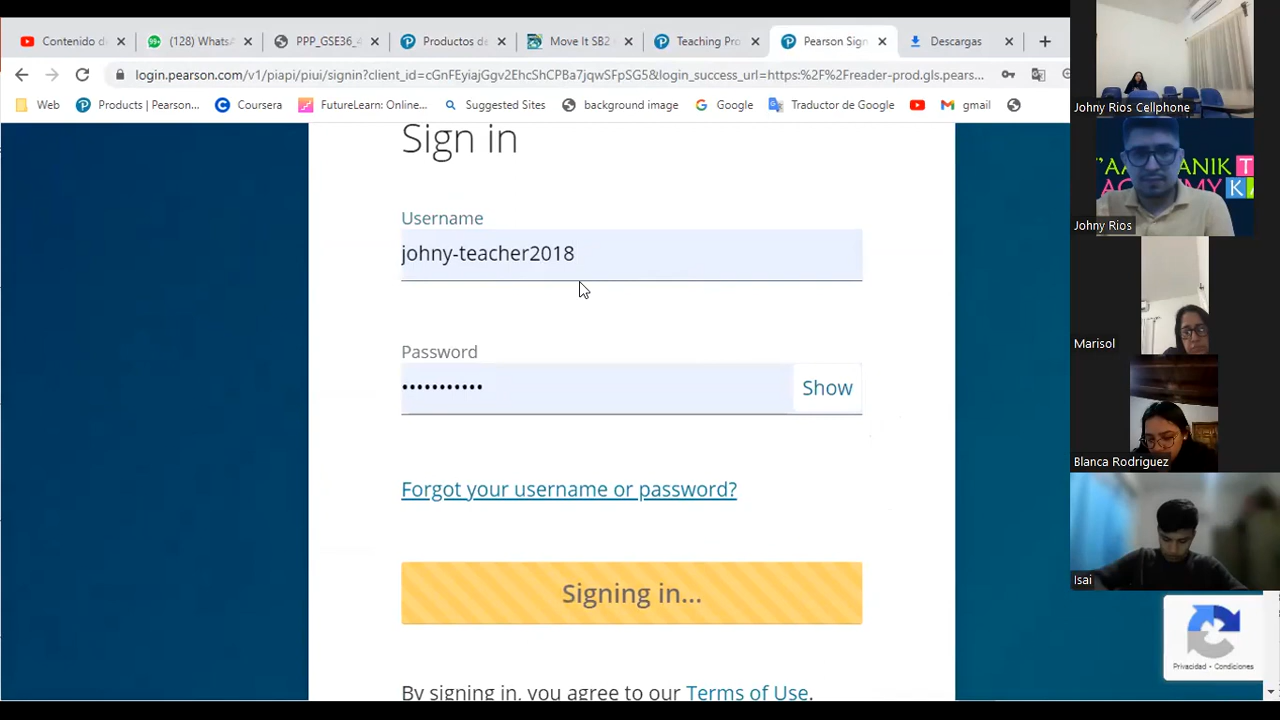 Contenido d
(128) Whats
PPP_GSE36_
Productos de
Move It SB2
Teaching Pro
Pearson Sign
Descargas
login.pearson.com/v1/piapi/piui/signin?client_id=cGnFEyiajGgv2EhcShCPBa7jqwSFpSG5&login_success_url=https:%2F%2Freader-prod.gls.pears...
Web
Products | Pearson...
Coursera
FutureLearn: Online...
Suggested Sites
background image
Google
Traductor de Google
gmail
Sign in
Username
johny-teacher2018
Password
•••••••••••
Show
Forgot your username or password?
Signing in...
By signing in, you agree to our Terms of Use.
Johny Rios Cellphone
Johny Rios
Marisol
Blanca Rodriguez
Isai
Privacidad - Condiciones